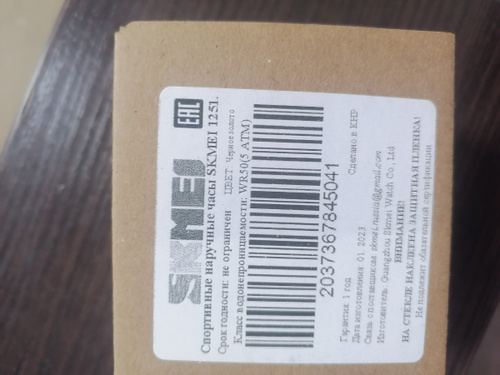 SKMEI
EAC
Спортивные наручные часы SKMEI 1251.
Срок годности: не ограничен ЦВЕТ: Черное золото
Класс водонепроницаемости: WR50(5 ATM)
2037367845041
Гарантия: 1 год Сделано в КНР
Дата изготовления: 01. 2023
Связь с поставщиком: skmei.russia@gmail.com
Изготовитель: Guangzhou Skmei Watch Co., Ltd
ВНИМАНИЕ!
НА СТЕКЛЕ НАКЛЕЕНА ЗАЩИТНАЯ ПЛЕНКА!
Не подлежит обязательной сертификации